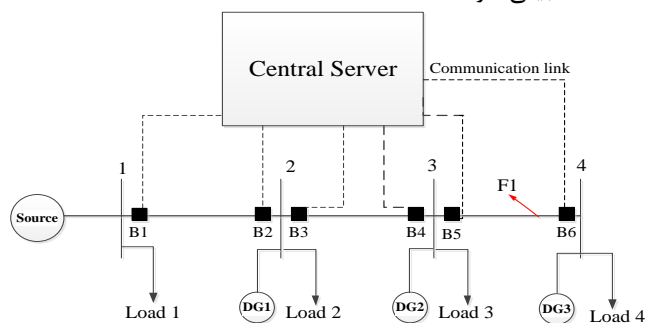 Central Server
Communication link
1
2
3
4
F1
Source
B1
B2
B3
B4
B5
B6
DG1
DG2
DG3
Load 1
Load 2
Load 3
Load 4